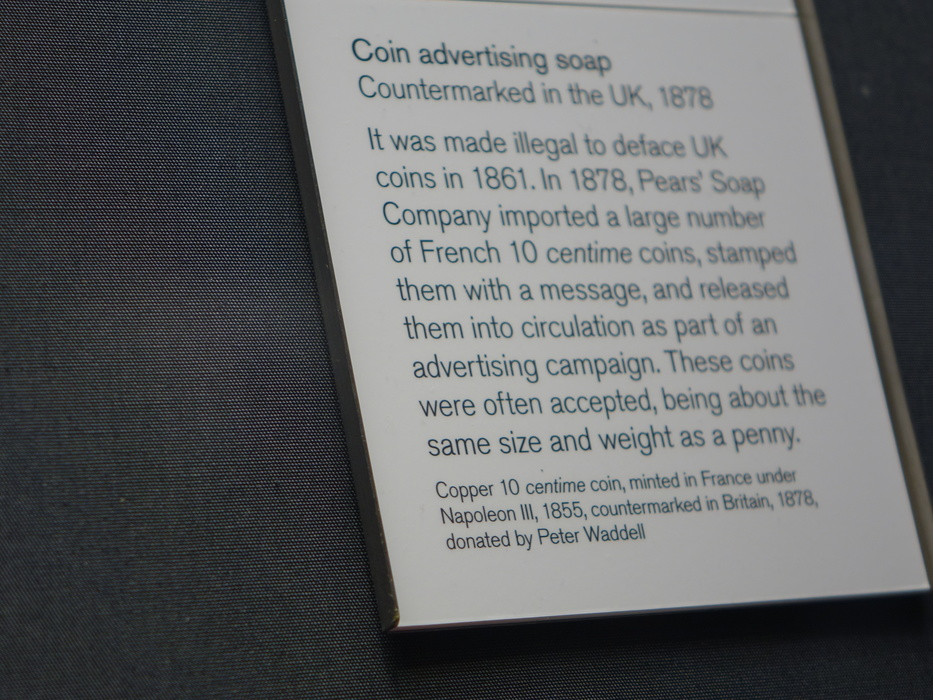 Coin advertising soap
Countermarked in the UK, 1878
It was made illegal to deface UK
coins in 1861. In 1878, Pears' Soap
Company imported a large number
of French 10 centime coins, stamped
them with a message, and released
them into circulation as part of an
advertising campaign. These coins
were often accepted, being about the
same size and weight as a penny.
Copper 10 centime coin, minted in France under
Napoleon III, 1855, countermarked in Britain, 1878,
donated by Peter Waddell